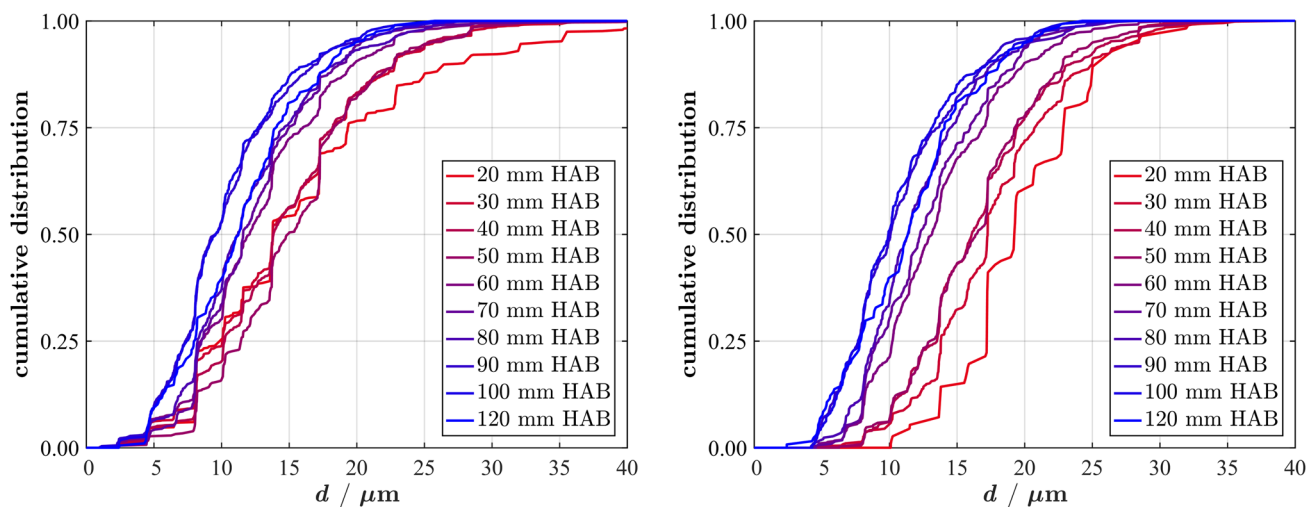 1.00
0.75
0.50
0.25
0.00
cumulative distribution
0 5 10 15 20 25 30 35 40
d / μm
20 mm HAB
30 mm HAB
40 mm HAB
50 mm HAB
60 mm HAB
70 mm HAB
80 mm HAB
90 mm HAB
100 mm HAB
120 mm HAB
1.00
0.75
0.50
0.25
0.00
cumulative distribution
0 5 10 15 20 25 30 35 40
d / μm
20 mm HAB
30 mm HAB
40 mm HAB
50 mm HAB
60 mm HAB
70 mm HAB
80 mm HAB
90 mm HAB
100 mm HAB
120 mm HAB